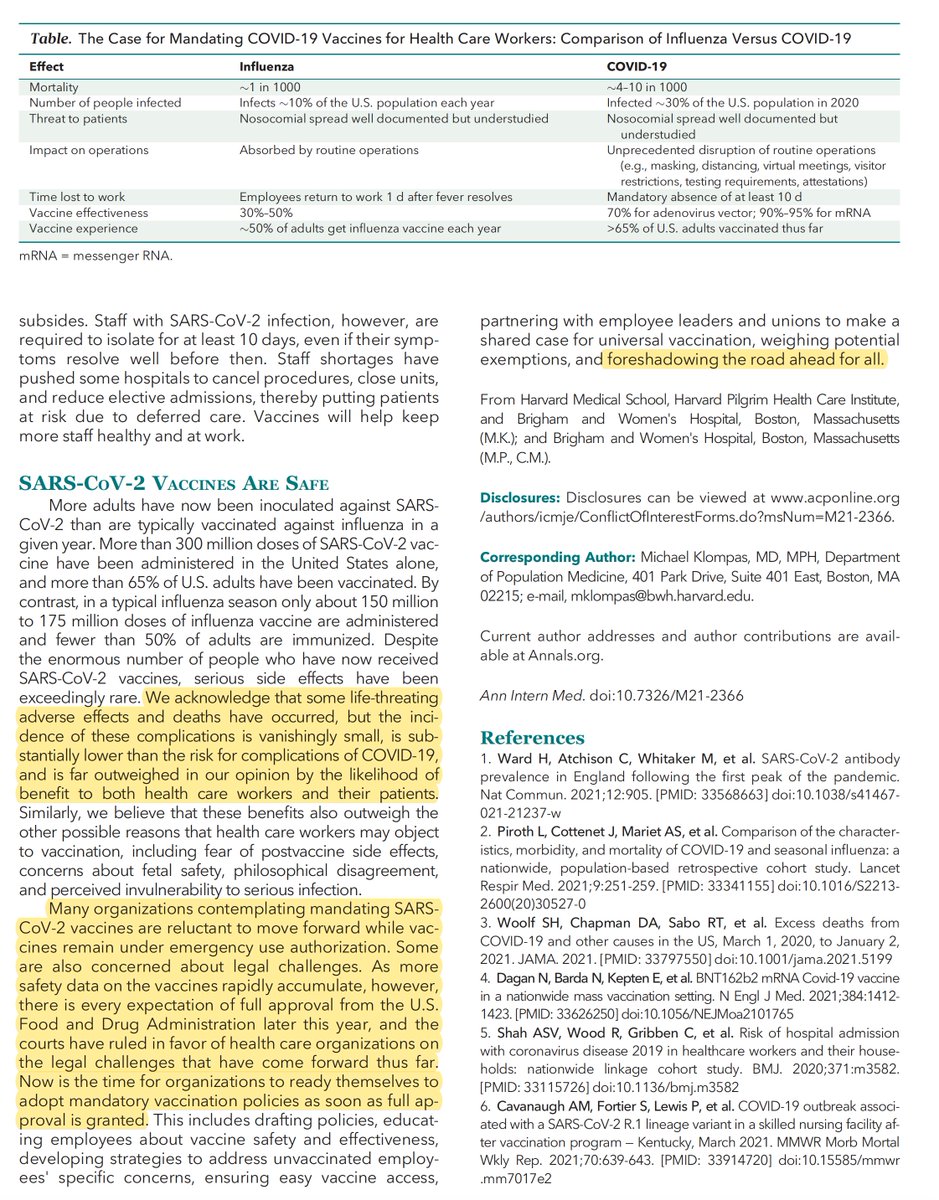 Table. The Case for Mandating COVID-19 Vaccines for Health Care Workers: Comparison of Influenza Versus COVID-19
Effect Influenza COVID-19
Mortality ~1 in 1000 ~4–10 in 1000
Number of people infected Infects ~10% of the U.S. population each year Infected ~30% of the U.S. population in 2020
Threat to patients Nosocomial spread well documented but understudied Nosocomial spread well documented but
understudied
Impact on operations Absorbed by routine operations Unprecedented disruption of routine operations
(e.g., masking, distancing, virtual meetings, visitor
restrictions, testing requirements, attestations)
Time lost to work Employees return to work 1 d after fever resolves Mandatory absence of at least 10 d
Vaccine effectiveness 30%–50% 70% for adenovirus vector; 90%–95% for mRNA
Vaccine experience ~50% of adults get influenza vaccine each year >65% of U.S. adults vaccinated thus far
mRNA = messenger RNA.
subsides. Staff with SARS-CoV-2 infection, however, are
required to isolate for at least 10 days, even if their symp-
toms resolve well before then. Staff shortages have
pushed some hospitals to cancel procedures, close units,
and reduce elective admissions, thereby putting patients
at risk due to deferred care. Vaccines will help keep
more staff healthy and at work.
SARS-CoV-2 Vaccines Are Safe
More adults have now been inoculated against SARS-
CoV-2 than are typically vaccinated against influenza in a
given year. More than 300 million doses of SARS-CoV-2 vac-
cine have been administered in the United States alone,
and more than 65% of U.S. adults have been vaccinated. By
contrast, in a typical influenza season only about 150 million
to 175 million doses of influenza vaccine are administered
and fewer than 50% of adults are immunized. Despite
the enormous number of people who have now received
SARS-CoV-2 vaccines, serious side effects have been
exceedingly rare. We acknowledge that some life-threating
adverse effects and deaths have occurred, but the inci-
dence of these complications is vanishingly small, is sub-
stantially lower than the risk for complications of COVID-19,
and is far outweighed in our opinion by the likelihood of
benefit to both health care workers and their patients.
Similarly, we believe that these benefits also outweigh the
other possible reasons that health care workers may object
to vaccination, including fear of postvaccine side effects,
concerns about fetal safety, philosophical disagreement,
and perceived invulnerability to serious infection.
Many organizations contemplating mandating SARS-
CoV-2 vaccines are reluctant to move forward while vac-
cines remain under emergency use authorization. Some
are also concerned about legal challenges. As more
safety data on the vaccines rapidly accumulate, however,
there is every expectation of full approval from the U.S.
Food and Drug Administration later this year, and the
courts have ruled in favor of health care organizations on
the legal challenges that have come forward thus far.
Now is the time for organizations to ready themselves to
adopt mandatory vaccination policies as soon as full ap-
proval is granted. This includes drafting policies, educat-
ing employees about vaccine safety and effectiveness,
developing strategies to address unvaccinated employ-
ees' specific concerns, ensuring easy vaccine access,
partnering with employee leaders and unions to make a
shared case for universal vaccination, weighing potential
exemptions, and foreshadowing the road ahead for all.
From Harvard Medical School, Harvard Pilgrim Health Care Institute,
and Brigham and Women's Hospital, Boston, Massachusetts
(M.K.); and Brigham and Women's Hospital, Boston, Massachusetts
(M.P., C.M.).
Disclosures: Disclosures can be viewed at www.acponline.org
/authors/icmje/ConflictOfInterestForms.do?msNum=M21-2366.
Corresponding Author: Michael Klompas, MD, MPH, Department
of Population Medicine, 401 Park Drive, Suite 401 East, Boston, MA
02215; e-mail, mklompas@bwh.harvard.edu.
Current author addresses and author contributions are avail-
able at Annals.org.
Ann Intern Med. doi:10.7326/M21-2366
References
1. Ward H, Atchison C, Whitaker M, et al. SARS-CoV-2 antibody
prevalence in England following the first peak of the pandemic.
Nat Commun. 2021;12:905. [PMID: 33568663] doi:10.1038/s41467-
021-21237-w
2. Piroth L, Cottenet J, Mariet AS, et al. Comparison of the character-
istics, morbidity, and mortality of COVID-19 and seasonal influenza: a
nationwide, population-based retrospective cohort study. Lancet
Respir Med. 2021;9:251-259. [PMID: 33341155] doi:10.1016/S2213-
2600(20)30527-0
3. Woolf SH, Chapman DA, Sabo RT, et al. Excess deaths from
COVID-19 and other causes in the US, March 1, 2020, to January 2,
2021. JAMA. 2021. [PMID: 33797550] doi:10.1001/jama.2021.5199
4. Dagan N, Barda N, Kepten E, et al. BNT162b2 mRNA Covid-19 vaccine
in a nationwide mass vaccination setting. N Engl J Med. 2021;384:1412-
1423. [PMID: 33626250] doi:10.1056/NEJMoa2101765
5. Shah ASV, Wood R, Gribben C, et al. Risk of hospital admission
with coronavirus disease 2019 in healthcare workers and their house-
holds: nationwide linkage cohort study. BMJ. 2020;371:m3582.
[PMID: 33115726] doi:10.1136/bmj.m3582
6. Cavanaugh AM, Fortier S, Lewis P, et al. COVID-19 outbreak associ-
ated with a SARS-CoV-2 R.1 lineage variant in a skilled nursing facility af-
ter vaccination program — Kentucky, March 2021. MMWR Morb Mortal
Wkly Rep. 2021;70:639-643. [PMID: 33914720] doi:10.15585/mmwr
.mm7017e2